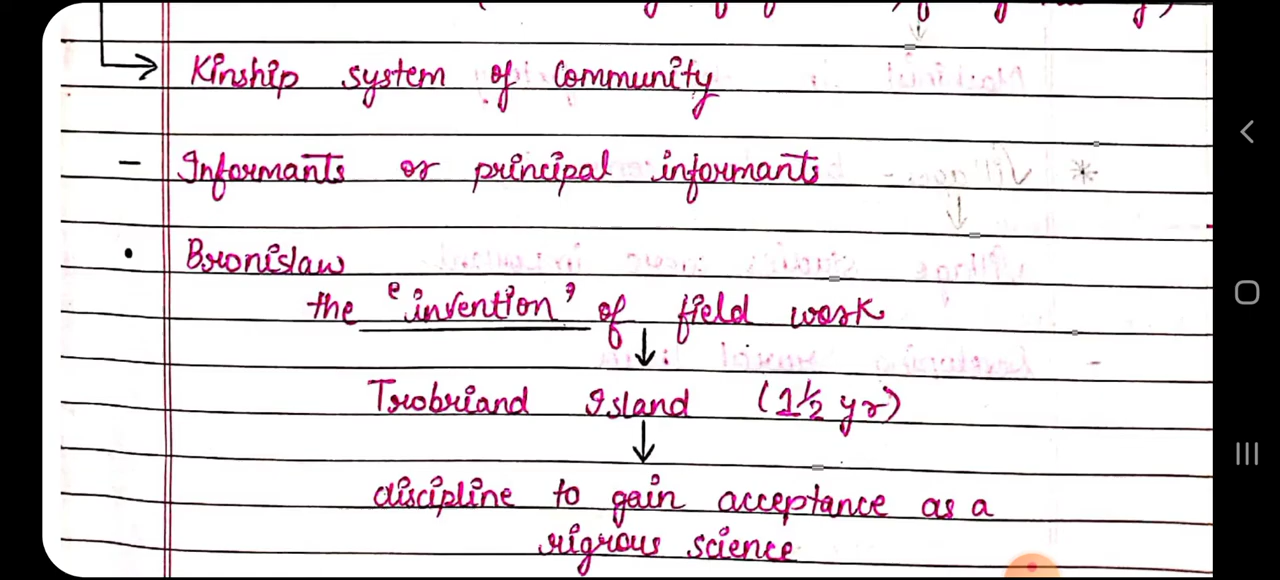 Kinship system of community
- Informants or principal informants
• Bronislaw
the 'invention' of field work
↓
Trobriand Island (1½ yr)
↓
discipline to gain acceptance as a
rigrous science